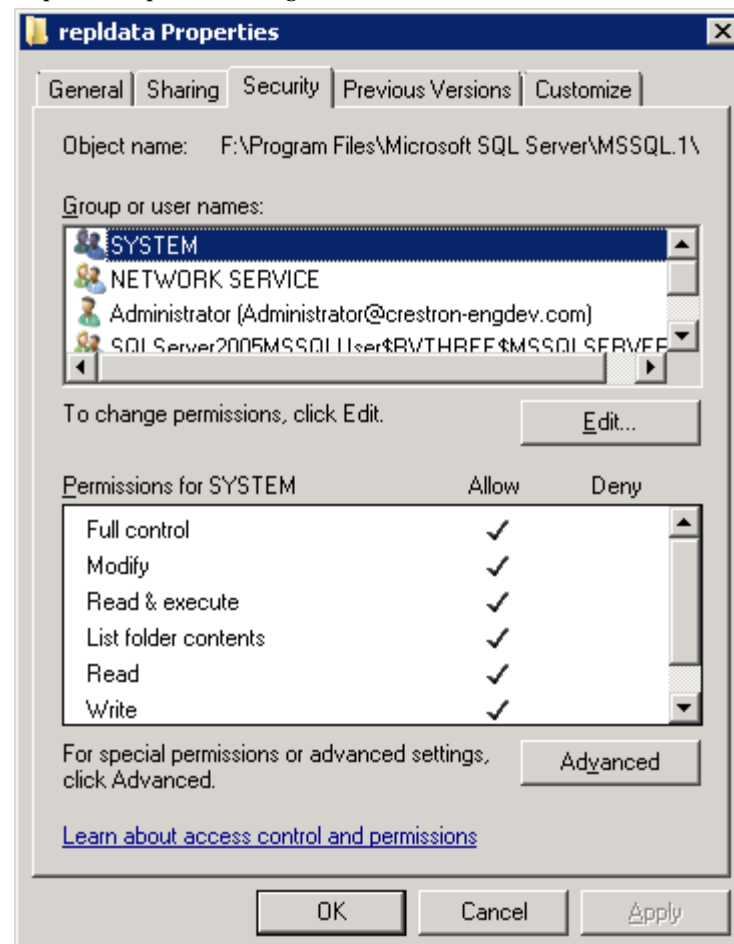 repldata Properties
General Sharing Security Previous Versions Customize
Object name: F:\Program Files\Microsoft SQL Server\MSSQL.1\
Group or user names:
SYSTEM
NETWORK SERVICE
Administrator (Administrator@crestron-engdev.com)
SQLServer2005MSSQLUser$RVTHREE$MSSQLSERVER
To change permissions, click Edit.
Edit...
Permissions for SYSTEM Allow Deny
Full control
Modify
Read & execute
List folder contents
Read
Write
For special permissions or advanced settings,
click Advanced.
Advanced
Learn about access control and permissions
OK Cancel Apply